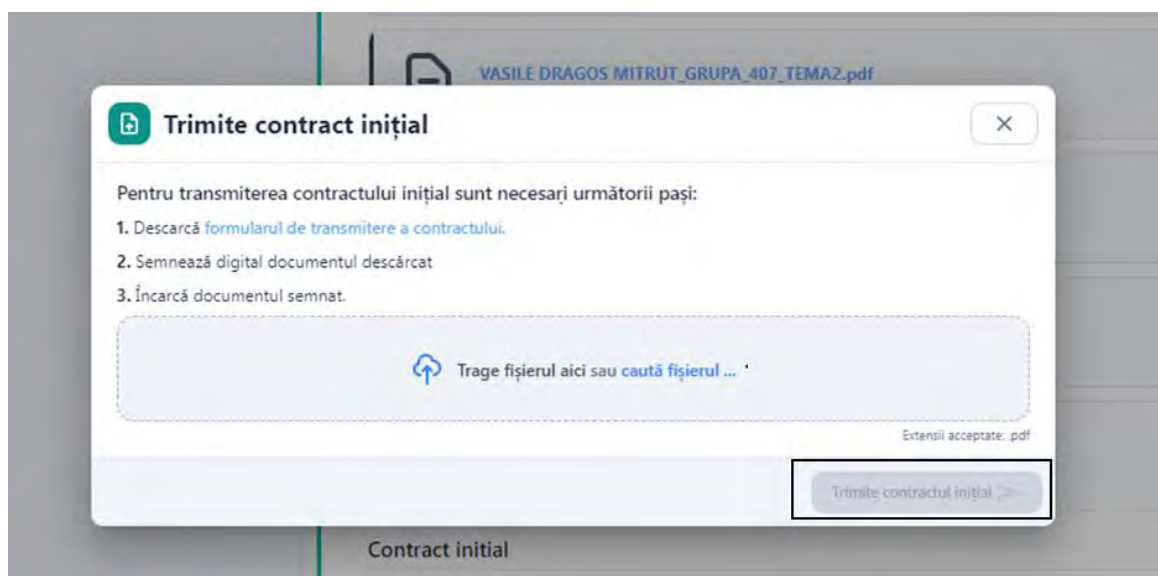 VASILE DRAGOS MITRUT_GRUPA_407_TEMA2.pdf
Trimite contract inițial
Pentru transmiterea contractului inițial sunt necesari următorii pași:
1. Descarcă formularul de transmitere a contractului.
2. Semnează digital documentul descărcat
3. Încarcă documentul semnat.
Trage fișierul aici sau caută fișierul ...
Extensii acceptate: .pdf
Trimite contractul inițial
Contract inițial